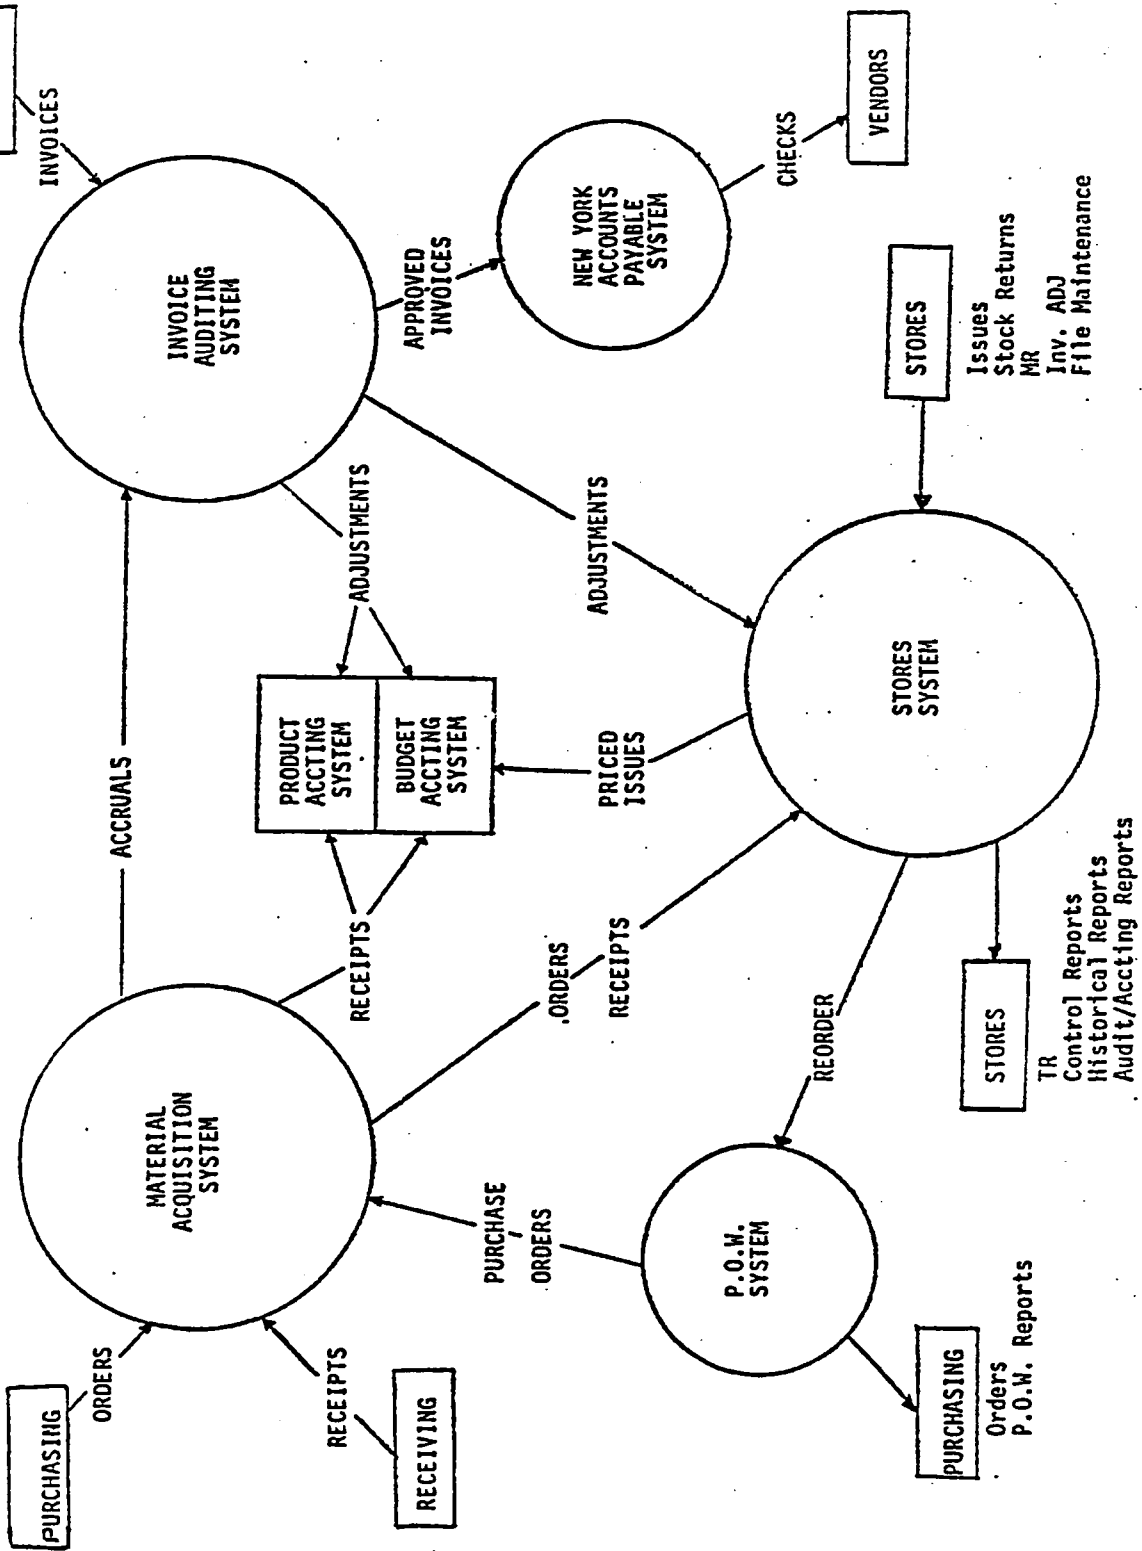 PURCHASING
ORDERS
RECEIPTS
RECEIVING
MATERIAL
ACQUISITION
SYSTEM
ACCRUALS
INVOICES
INVOICE
AUDITING
SYSTEM
RECEIPTS
PRODUCT
ACCTING
SYSTEM
BUDGET
ACCTING
SYSTEM
ADJUSTMENTS
APPROVED
INVOICES
NEW YORK
ACCOUNTS
PAYABLE
SYSTEM
CHECKS
VENDORS
PURCHASE
ORDERS
ORDERS
RECEIPTS
PRICED
ISSUES
ADJUSTMENTS
P.O.W.
SYSTEM
REORDER
STORES
SYSTEM
STORES
Issues
Stock Returns
MR
Inv. ADJ
File Maintenance
PURCHASING
Orders
P.O.W. Reports
STORES
TR
Control Reports
Historical Reports
Audit/Accting Reports